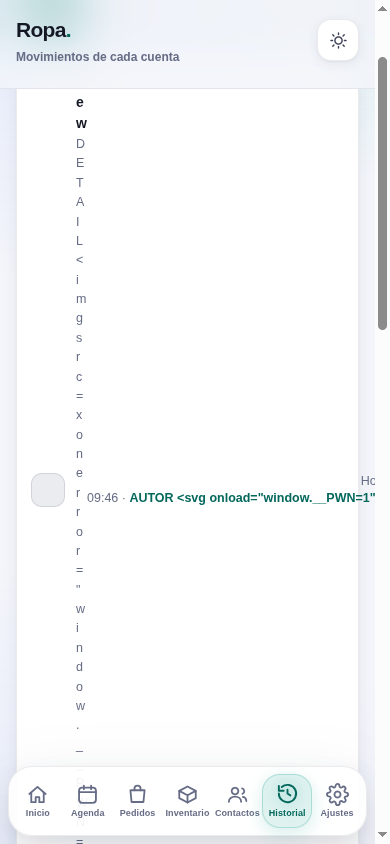 Ropa.
Movimientos de cada cuenta
e
w
D
E
T
A
I
L
<
i
m
g
s
r
c
=
x
o
n
e
r
r
o
r
=
"
w
i
n
d
o
w
.
_
Ho
09:46 · AUTOR <svg onload="window.__PWN=1"
=
Inicio
Agenda
Pedidos
Inventario
Contactos
Historial
Ajustes